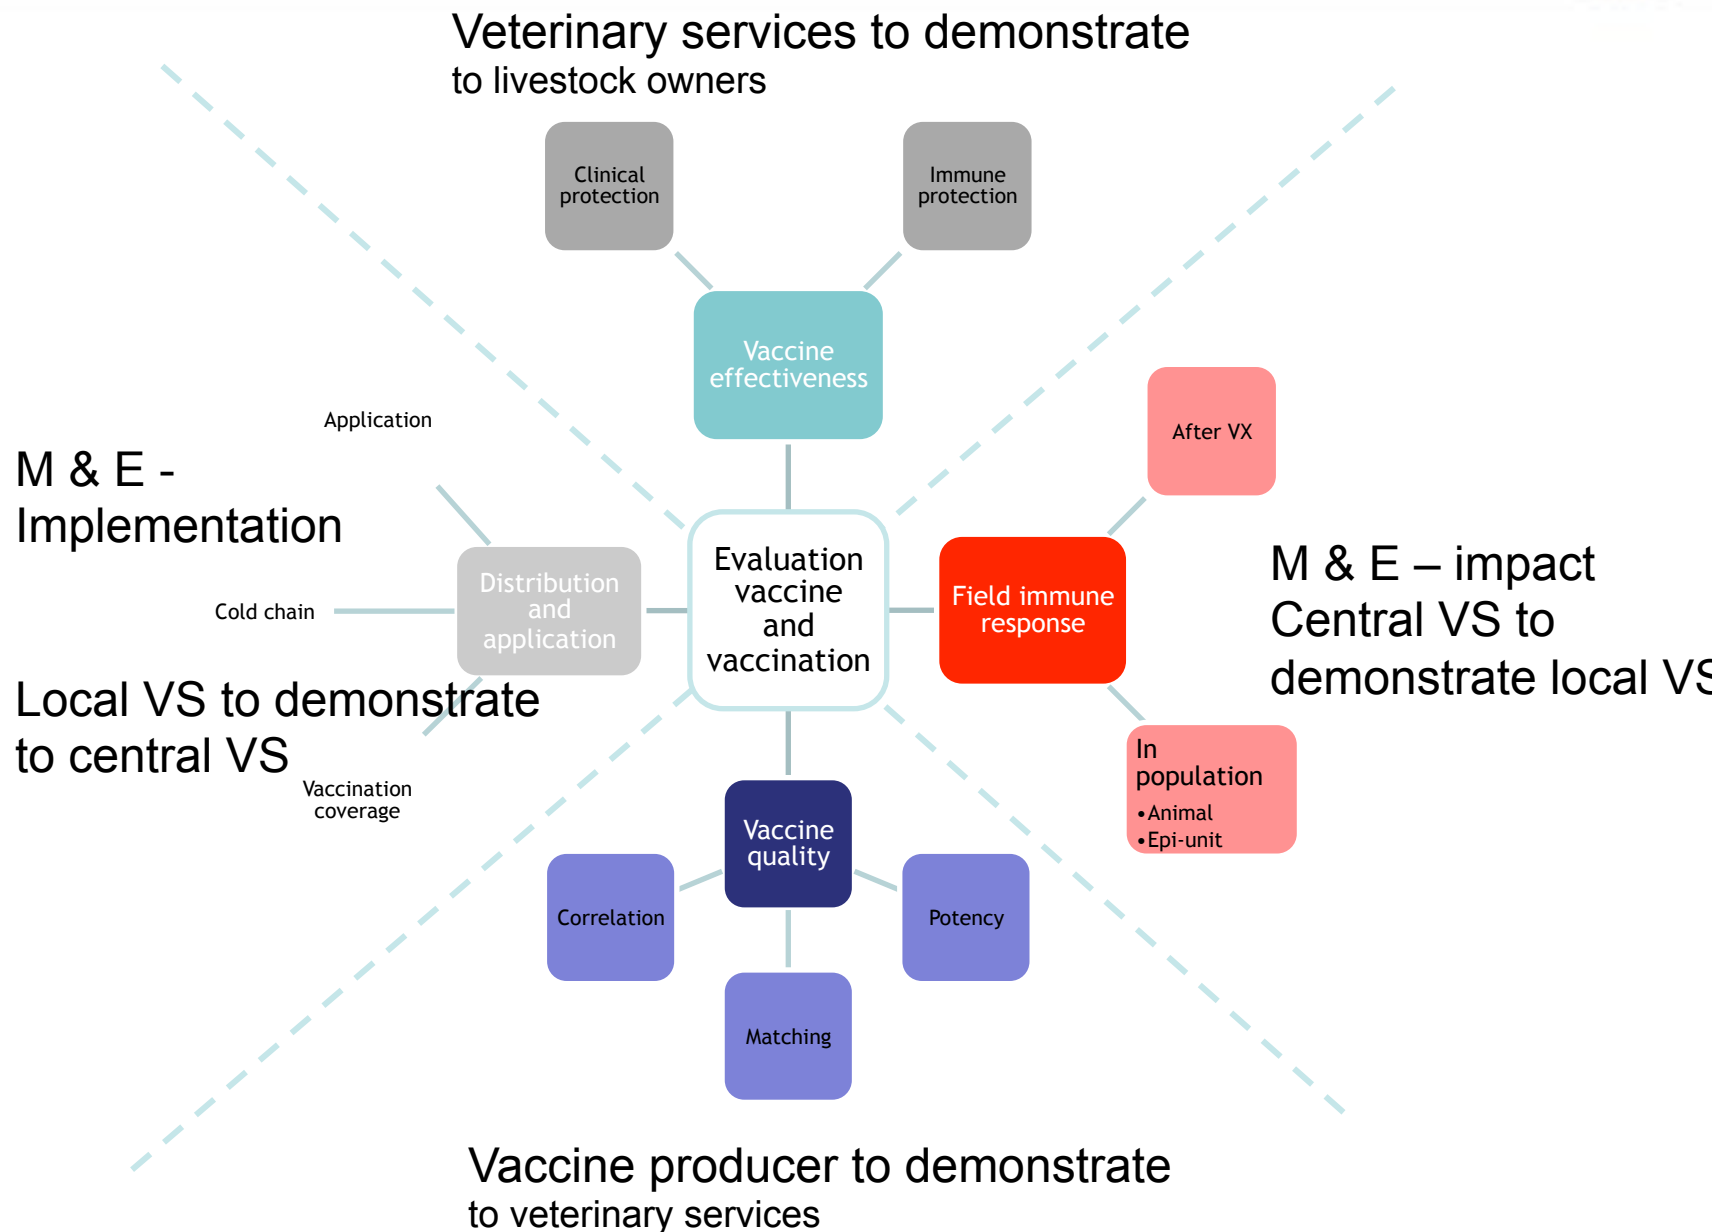 Veterinary services to demonstrate
to livestock owners
Clinical
protection
Immune
protection
Vaccine
effectiveness
Application
After VX
M & E -
Implementation
Distribution
and
application
Cold chain
Evaluation
vaccine
and
vaccination
Field immune
response
M & E – impact
Central VS to
demonstrate local VS
Local VS to demonstrate
to central VS
Vaccination
coverage
In
population
•Animal
•Epi-unit
Vaccine
quality
Correlation
Potency
Matching
Vaccine producer to demonstrate
to veterinary services